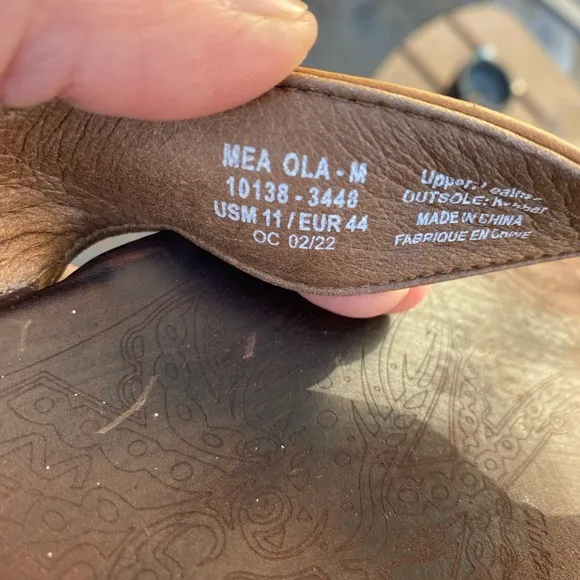 MEA OLA - M
10138 - 3448
USM 11 / EUR 44
OC 02/22
Upper:
OUTSOLE:
MADE IN CHINA
FABRIQUE EN CHINE